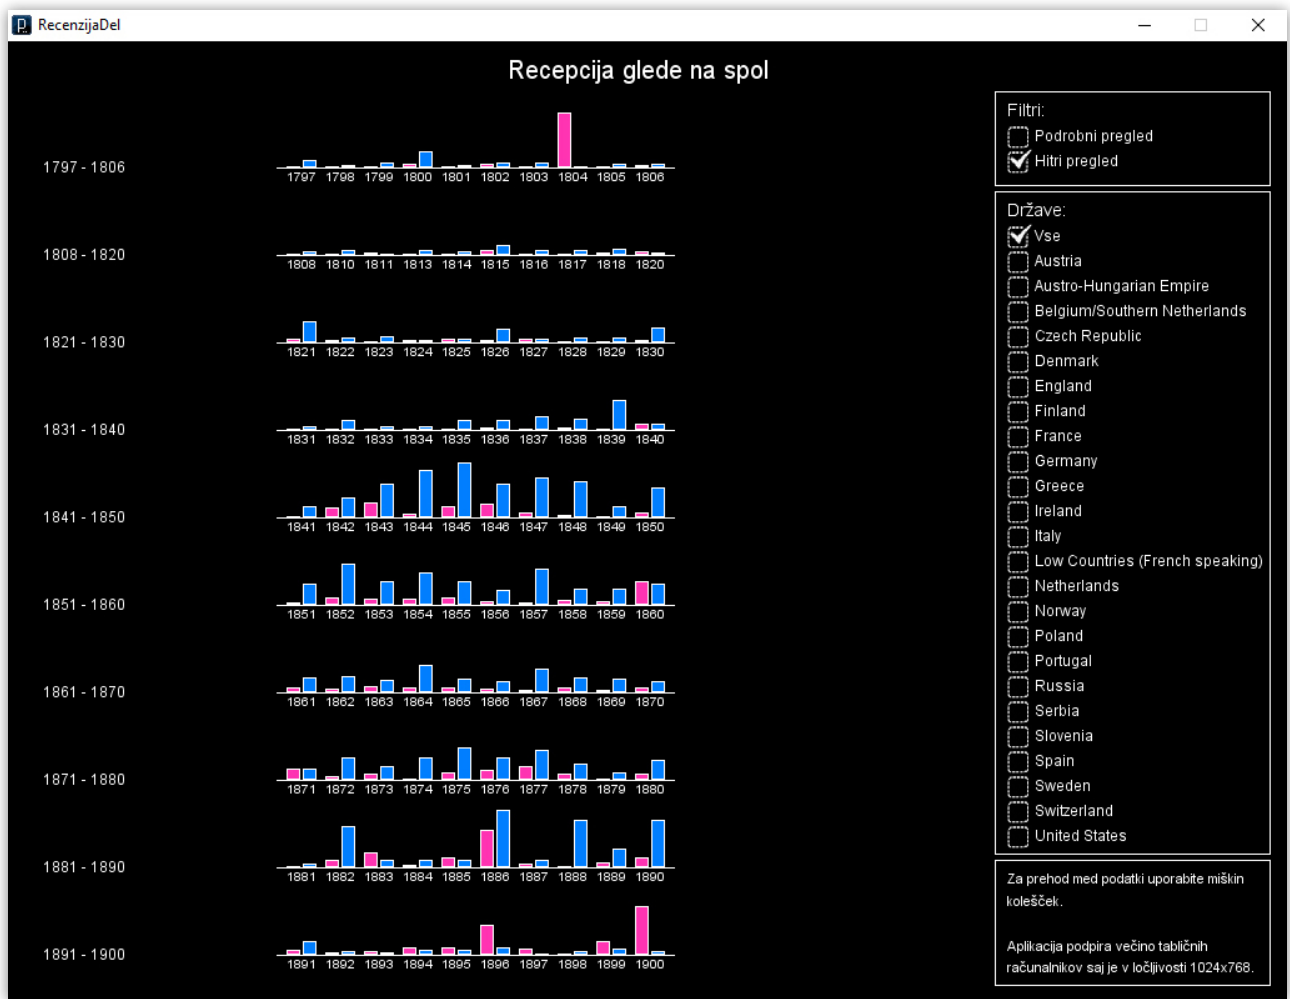 RecenzijaDel
Recepcija glede na spol
1797 - 1806
1797 1798 1799 1800 1801 1802 1803 1804 1805 1806
1808 - 1820
1808 1810 1811 1813 1814 1815 1816 1817 1818 1820
1821 - 1830
1821 1822 1823 1824 1825 1826 1827 1828 1829 1830
1831 - 1840
1831 1832 1833 1834 1835 1836 1837 1838 1839 1840
1841 - 1850
1841 1842 1843 1844 1845 1846 1847 1848 1849 1850
1851 - 1860
1851 1852 1853 1854 1855 1856 1857 1858 1859 1860
1861 - 1870
1861 1862 1863 1864 1865 1866 1867 1868 1869 1870
1871 - 1880
1871 1872 1873 1874 1875 1876 1877 1878 1879 1880
1881 - 1890
1881 1882 1883 1884 1885 1886 1887 1888 1889 1890
1891 - 1900
1891 1892 1893 1894 1895 1896 1897 1898 1899 1900
Filtri:
Podrobni pregled
Hitri pregled
Države:
Vse
Austria
Austro-Hungarian Empire
Belgium/Southern Netherlands
Czech Republic
Denmark
England
Finland
France
Germany
Greece
Ireland
Italy
Low Countries (French speaking)
Netherlands
Norway
Poland
Portugal
Russia
Serbia
Slovenia
Spain
Sweden
Switzerland
United States
Za prehod med podatki uporabite miškin
kolešček.
Aplikacija podpira večino tabličnih
računalnikov saj je v ločljivosti 1024x768.